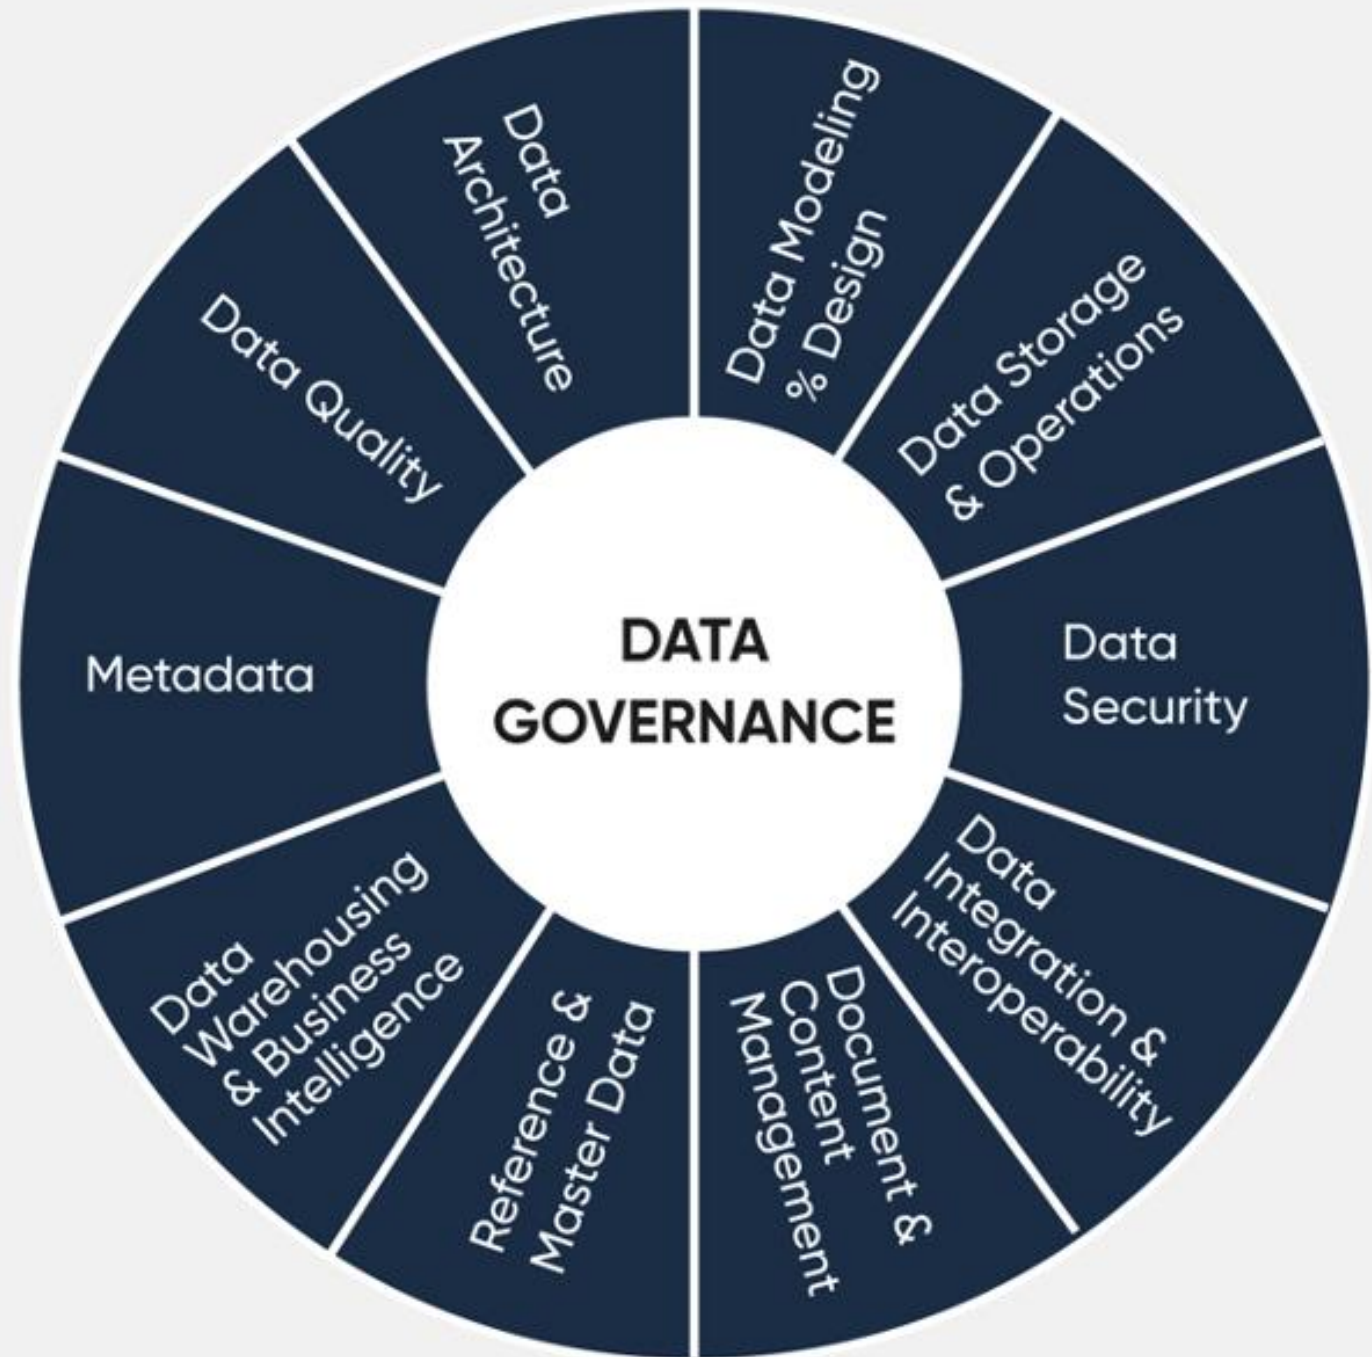 Data
Architecture
Data Modeling
% Design
Data Storage
& Operations
Data
Security
Data
Integration &
Interoperability
Document &
Content
Management
Reference &
Master Data
Data
Warehousing
& Business
Intelligence
Metadata
Data Quality
DATA
GOVERNANCE